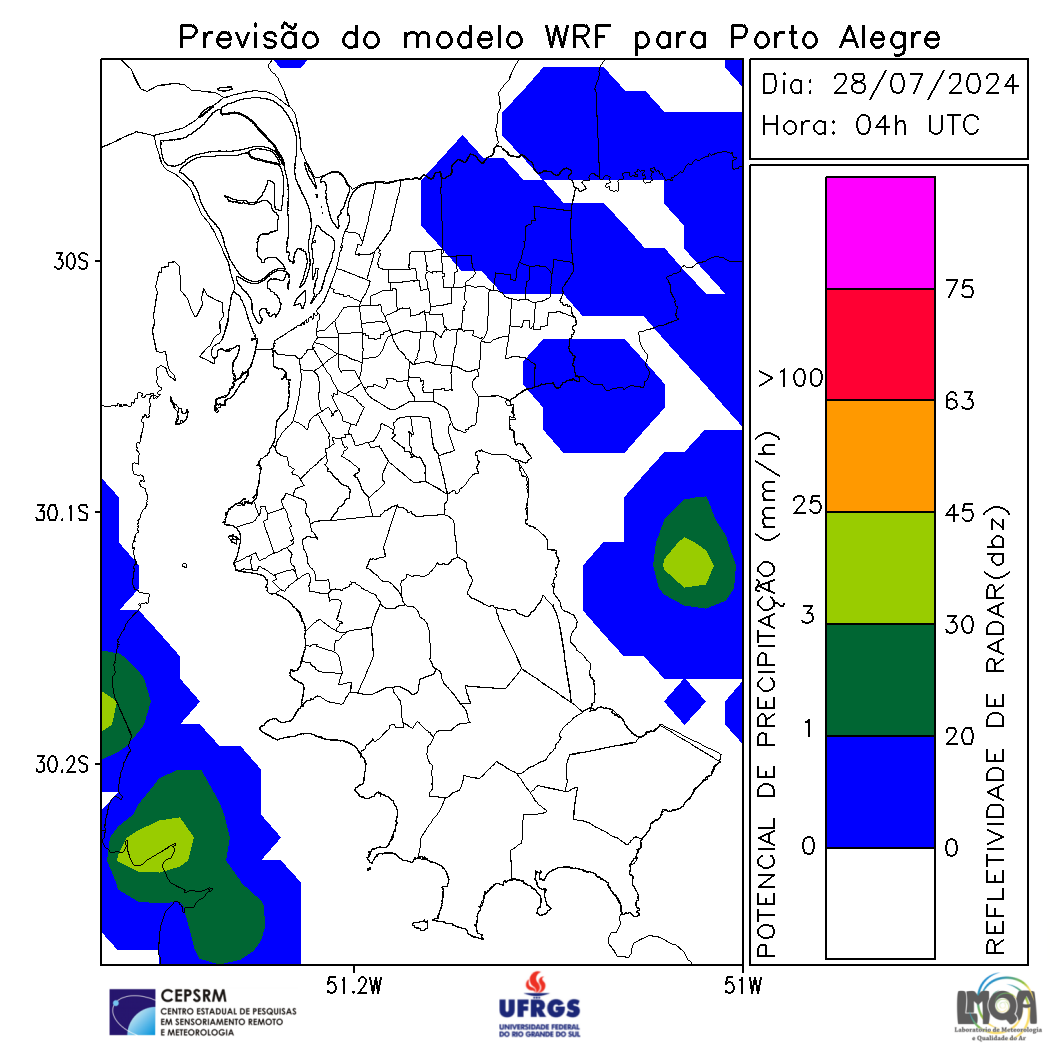 Previsão do modelo WRF para Porto Alegre
Dia: 28/07/2024
Hora: 04h UTC
30S
30.1S
30.2S
51.2W
51W
POTENCIAL DE PRECIPITAÇÃO (mm/h)
>100
25
3
1
0
75
63
45
30
20
0
REFLETIVIDADE DE RADAR(dbz)
CEPSRM
CENTRO ESTADUAL DE PESQUISAS
EM SENSORIAMENTO REMOTO
E METEOROLOGIA
UFRGS
UNIVERSIDADE FEDERAL
DO RIO GRANDE DO SUL
LMQA
Laboratório de Meteorologia
e Qualidade do Ar